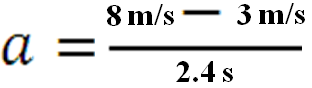 a = 8 m/s − 3 m/s
2.4 s